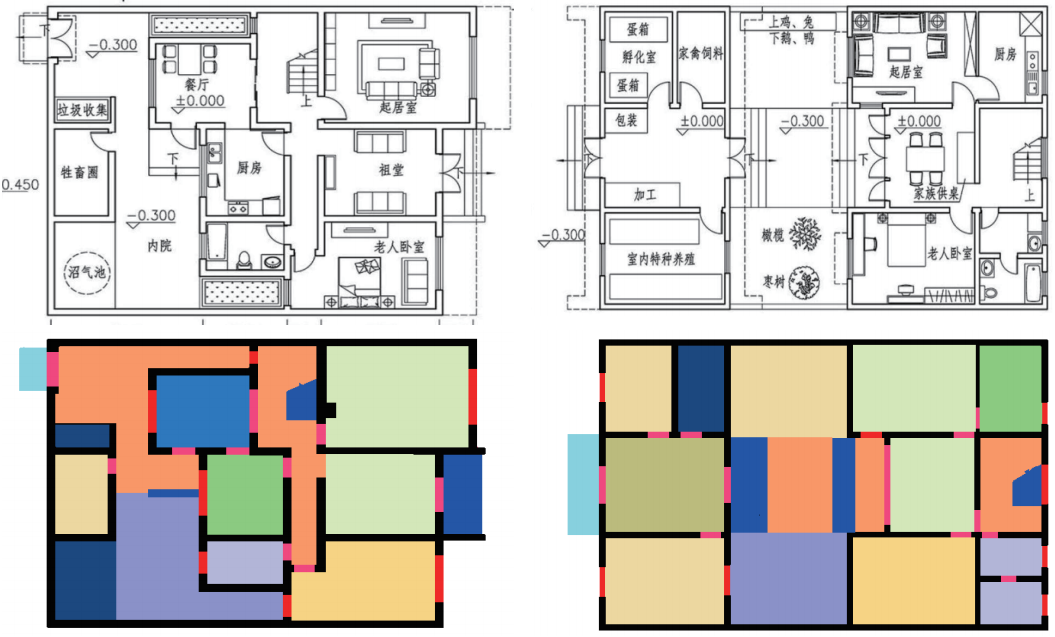 下
-0.300
餐厅
±0.000
上
起居室
垃圾收集
牲畜圈
下
厨房
祖堂
下
0.450
-0.300
内院
老人卧室
沼气池
蛋箱
孵化室
蛋箱
家禽饲料
上鸡、兔
下鹅、鸭
起居室
厨房
包装
±0.000
-0.300
±0.000
下
下
加工
家族供桌
上
-0.300
橄榄
室内特种养殖
枣树
老人卧室